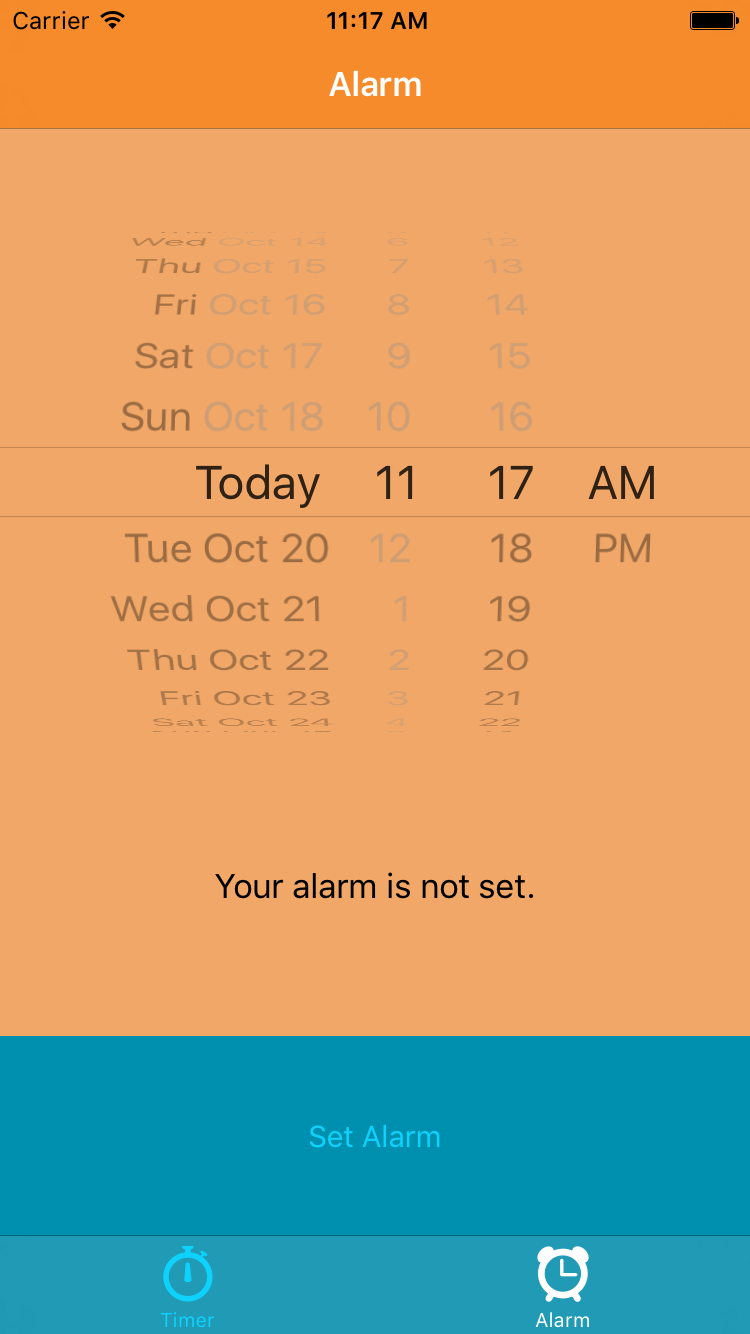 Carrier 11:17 AM
Alarm
Wed Oct 14 6 12
Thu Oct 15 7 13
Fri Oct 16 8 14
Sat Oct 17 9 15
Sun Oct 18 10 16
Today 11 17 AM
Tue Oct 20 12 18 PM
Wed Oct 21 1 19
Thu Oct 22 2 20
Fri Oct 23 3 21
Sat Oct 24 4 22
Your alarm is not set.
Set Alarm
Timer Alarm